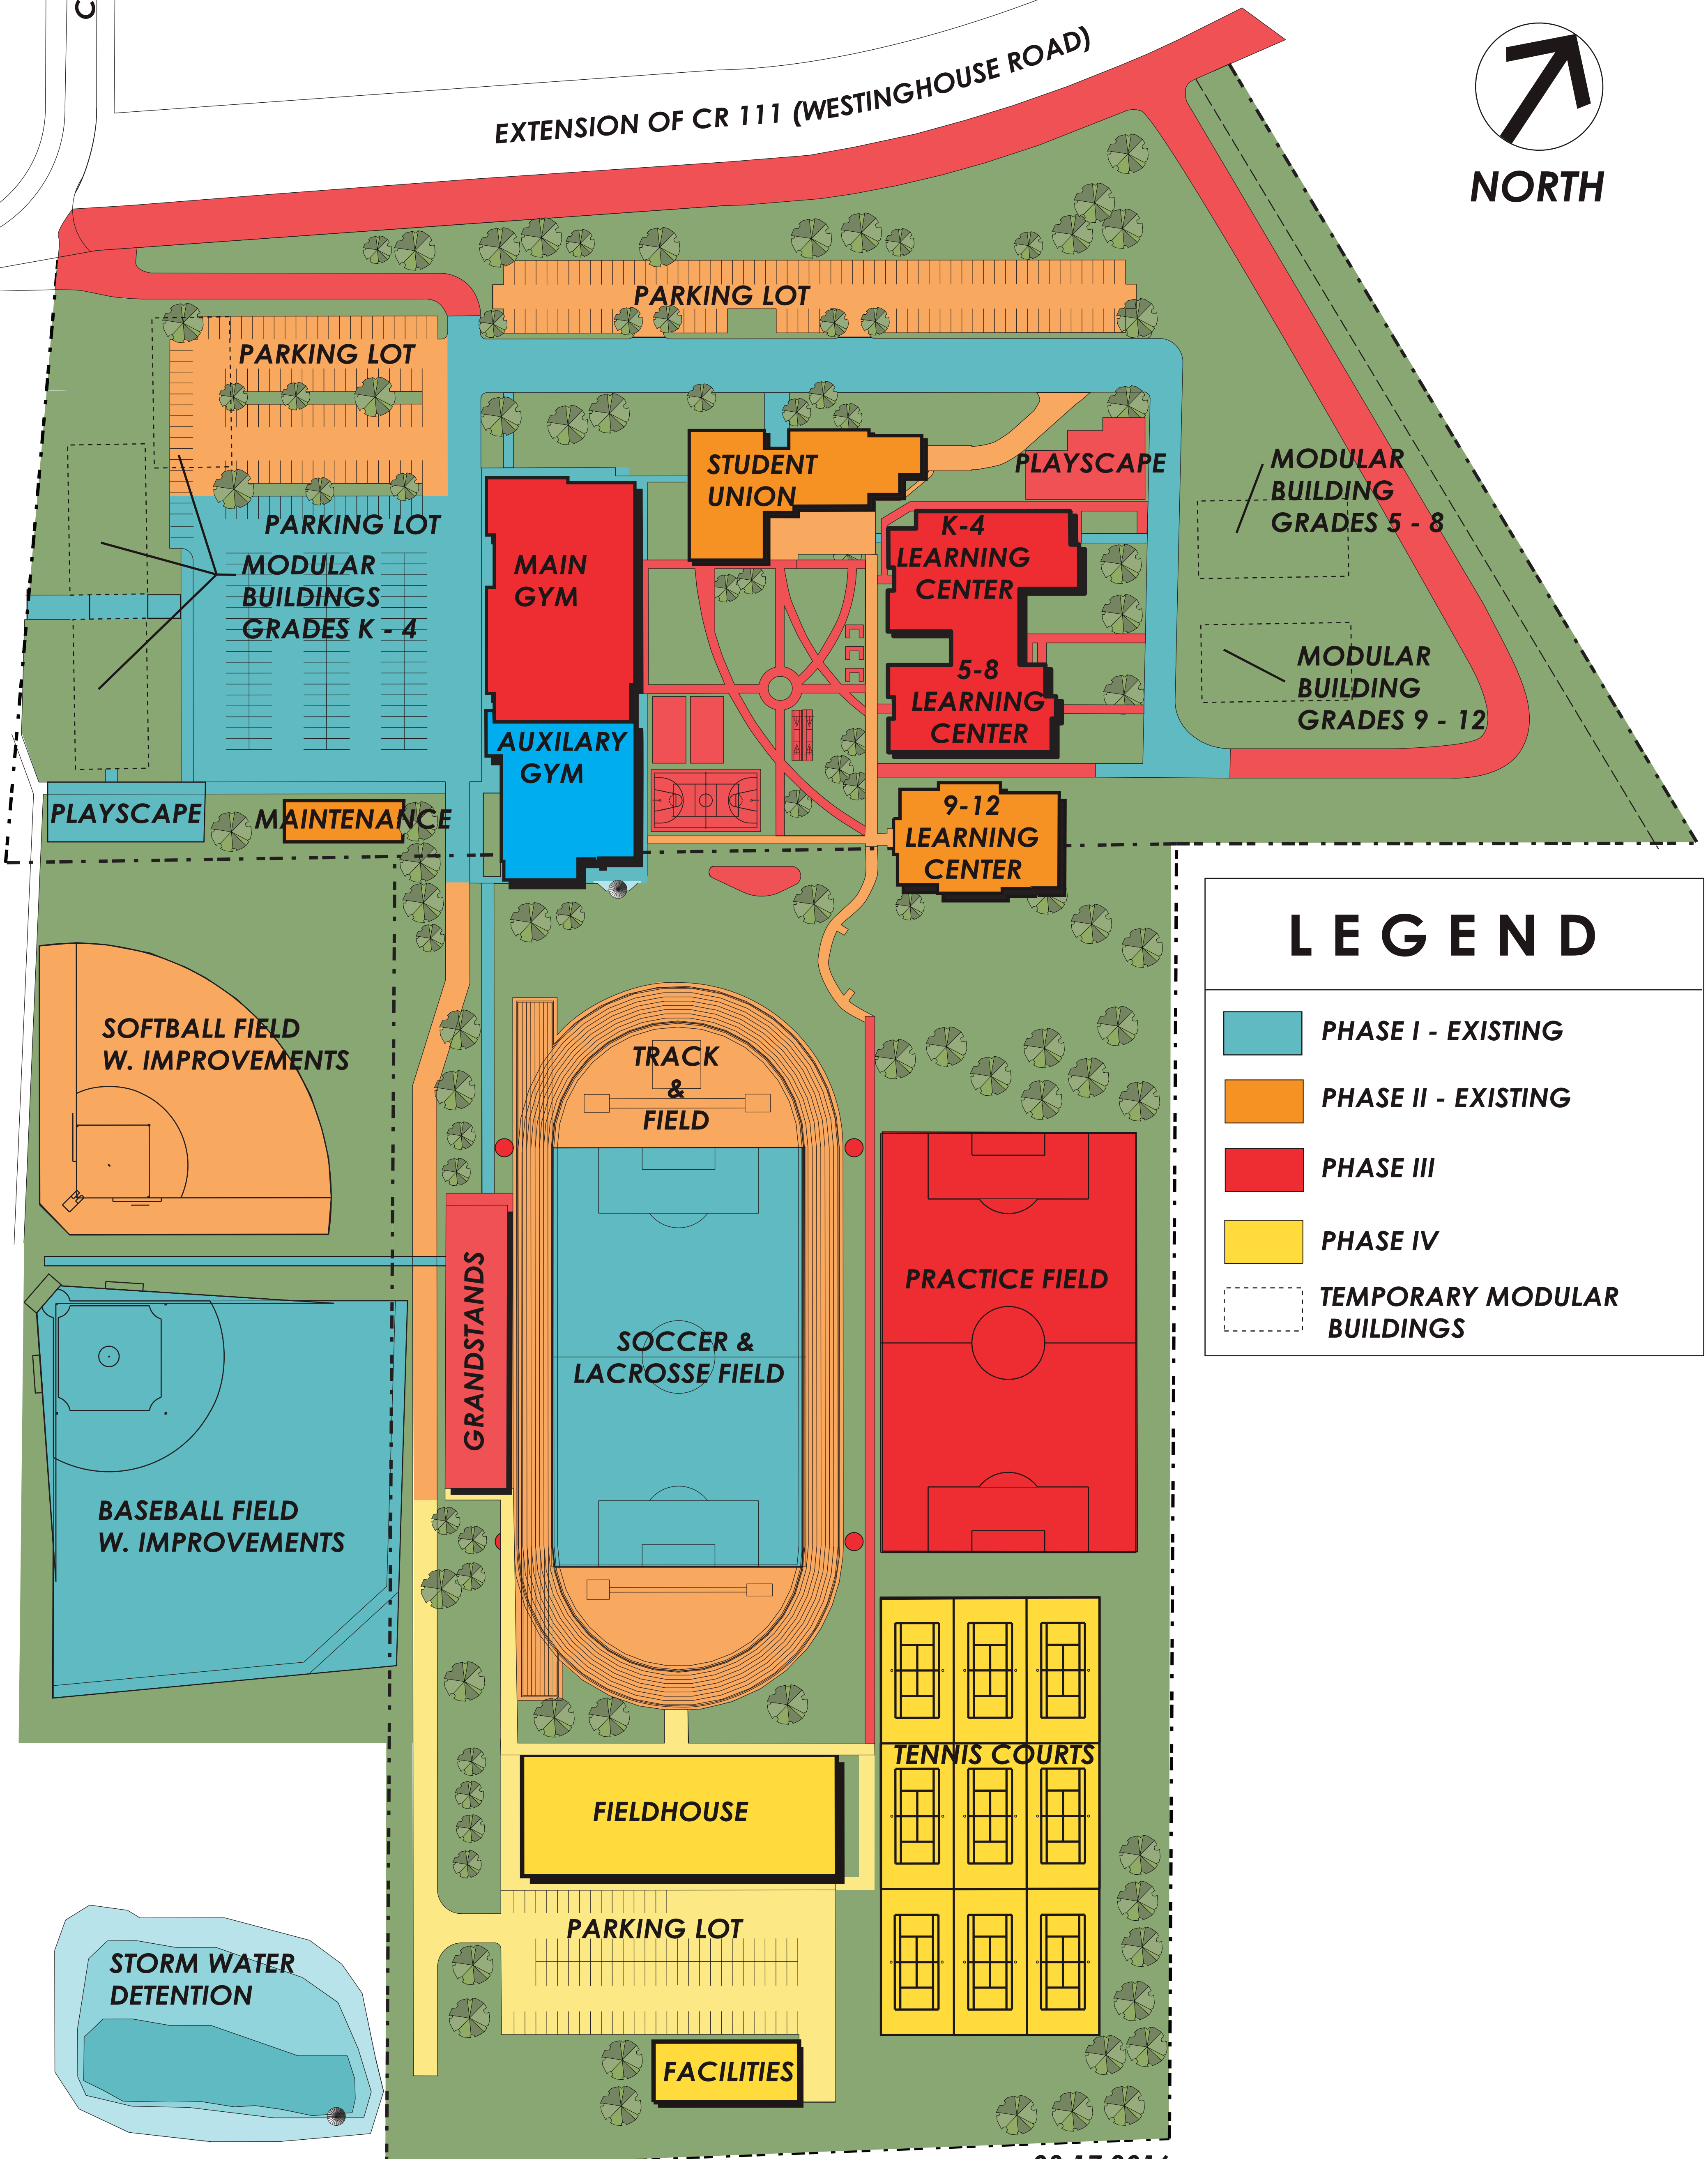 C
EXTENSION OF CR 111 (WESTINGHOUSE ROAD)
NORTH
PARKING LOT
PARKING LOT
PARKING LOT
MODULAR
BUILDINGS
GRADES K - 4
STUDENT
UNION
PLAYSCAPE
MODULAR
BUILDING
GRADES 5 - 8
MAIN
GYM
K-4
LEARNING
CENTER
5-8
LEARNING
CENTER
MODULAR
BUILDING
GRADES 9 - 12
AUXILARY
GYM
PLAYSCAPE
MAINTENANCE
9-12
LEARNING
CENTER
LEGEND
PHASE I - EXISTING
PHASE II - EXISTING
PHASE III
PHASE IV
TEMPORARY MODULAR
BUILDINGS
SOFTBALL FIELD
W. IMPROVEMENTS
TRACK
&
FIELD
GRANDSTANDS
SOCCER &
LACROSSE FIELD
PRACTICE FIELD
BASEBALL FIELD
W. IMPROVEMENTS
TENNIS COURTS
FIELDHOUSE
PARKING LOT
STORM WATER
DETENTION
FACILITIES